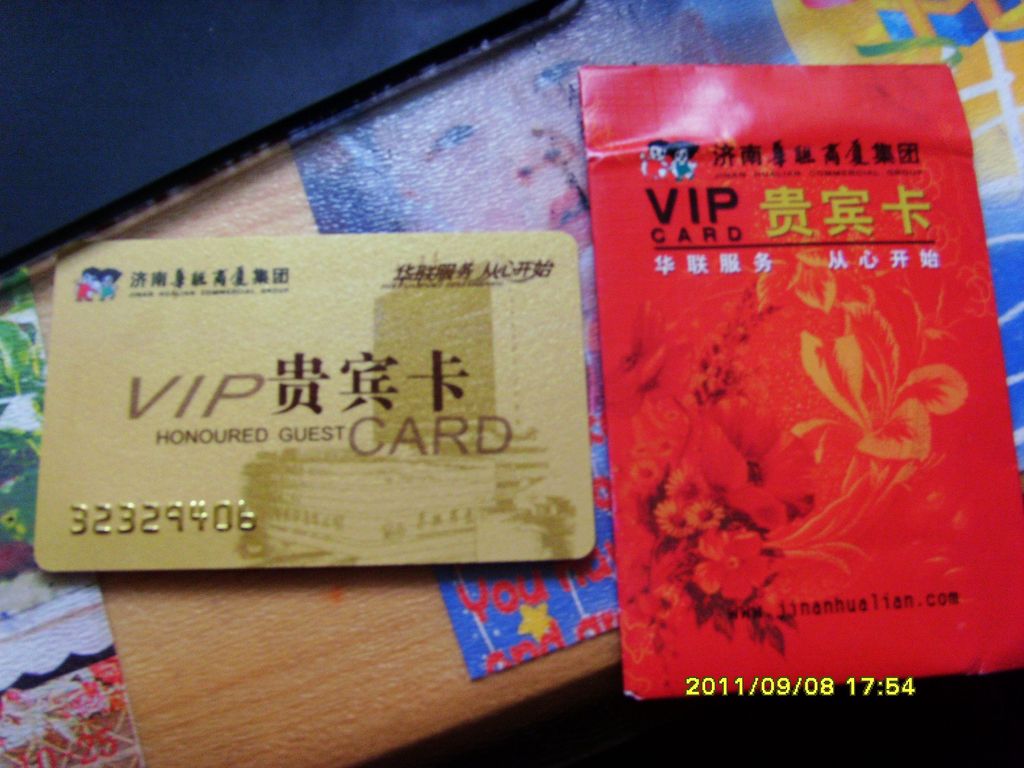 济南华联商厦集团
JINAN HUALIAN COMMERCIAL GROUP
华联服务 从心开始
VIP贵宾卡
HONOURED GUEST CARD
32329406
济南华联商厦集团
JINAN HUALIAN COMMERCIAL GROUP
VIP 贵宾卡
CARD
华联服务 从心开始
www.jinanhualian.com
You
and
2011/09/08 17:54